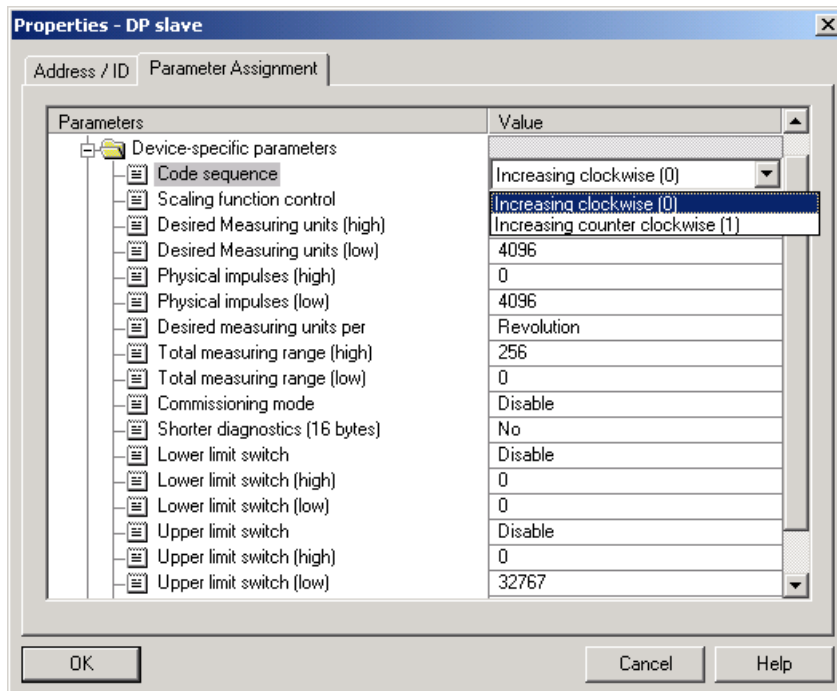 Properties - DP slave
Address / ID Parameter Assignment
Parameters Value
Device-specific parameters
Code sequence Increasing clockwise (0)
Scaling function control Increasing clockwise (0)
Desired Measuring units (high) Increasing counter clockwise (1)
Desired Measuring units (low) 4096
Physical impulses (high) 0
Physical impulses (low) 4096
Desired measuring units per Revolution
Total measuring range (high) 256
Total measuring range (low) 0
Commissioning mode Disable
Shorter diagnostics (16 bytes) No
Lower limit switch Disable
Lower limit switch (high) 0
Lower limit switch (low) 0
Upper limit switch Disable
Upper limit switch (high) 0
Upper limit switch (low) 32767
OK Cancel Help